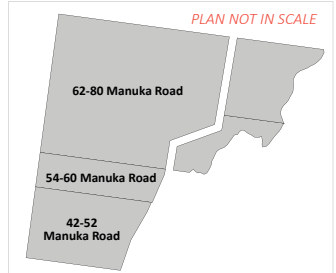 PLAN NOT IN SCALE
62-80 Manuka Road
54-60 Manuka Road
42-52
Manuka Road